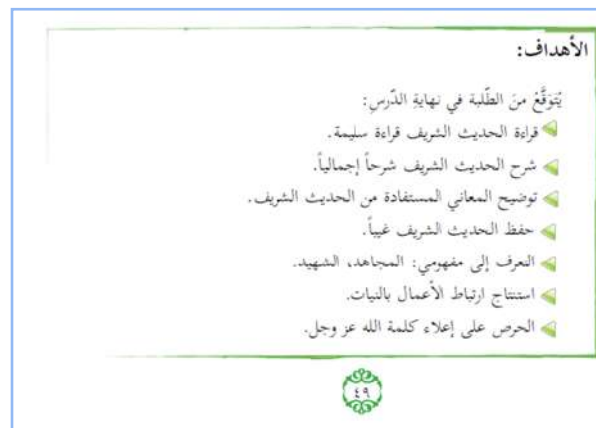 الأهداف:
يُتَوَقَّعُ منَ الطّلبة في نهايةِ الدّرسِ:
قراءة الحديث الشريف قراءة سليمة.
شرح الحديث الشريف شرحاً إجمالياً.
توضيح المعاني المستفادة من الحديث الشريف.
حفظ الحديث الشريف غيباً.
التعرف إلى مفهومي: المجاهد، الشهيد.
استنتاج ارتباط الأعمال بالنيات.
الحرص على إعلاء كلمة الله عز وجل.
٤٩